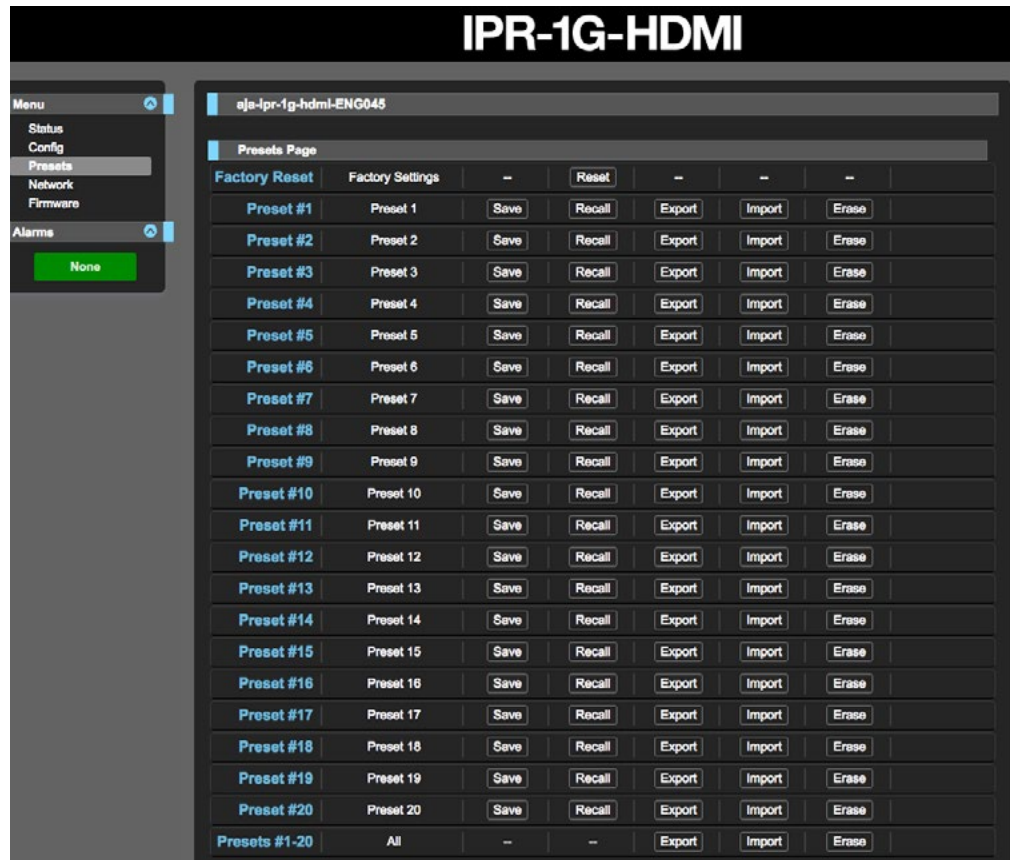 IPR-1G-HDMI
Menu
Status
Config
Presets
Network
Firmware
Alarms
None
aja-ipr-1g-hdmi-ENG045
Presets Page
Factory Reset Factory Settings -- Reset -- -- --
Preset #1 Preset 1 Save Recall Export Import Erase
Preset #2 Preset 2 Save Recall Export Import Erase
Preset #3 Preset 3 Save Recall Export Import Erase
Preset #4 Preset 4 Save Recall Export Import Erase
Preset #5 Preset 5 Save Recall Export Import Erase
Preset #6 Preset 6 Save Recall Export Import Erase
Preset #7 Preset 7 Save Recall Export Import Erase
Preset #8 Preset 8 Save Recall Export Import Erase
Preset #9 Preset 9 Save Recall Export Import Erase
Preset #10 Preset 10 Save Recall Export Import Erase
Preset #11 Preset 11 Save Recall Export Import Erase
Preset #12 Preset 12 Save Recall Export Import Erase
Preset #13 Preset 13 Save Recall Export Import Erase
Preset #14 Preset 14 Save Recall Export Import Erase
Preset #15 Preset 15 Save Recall Export Import Erase
Preset #16 Preset 16 Save Recall Export Import Erase
Preset #17 Preset 17 Save Recall Export Import Erase
Preset #18 Preset 18 Save Recall Export Import Erase
Preset #19 Preset 19 Save Recall Export Import Erase
Preset #20 Preset 20 Save Recall Export Import Erase
Presets #1-20 All -- -- Export Import Erase